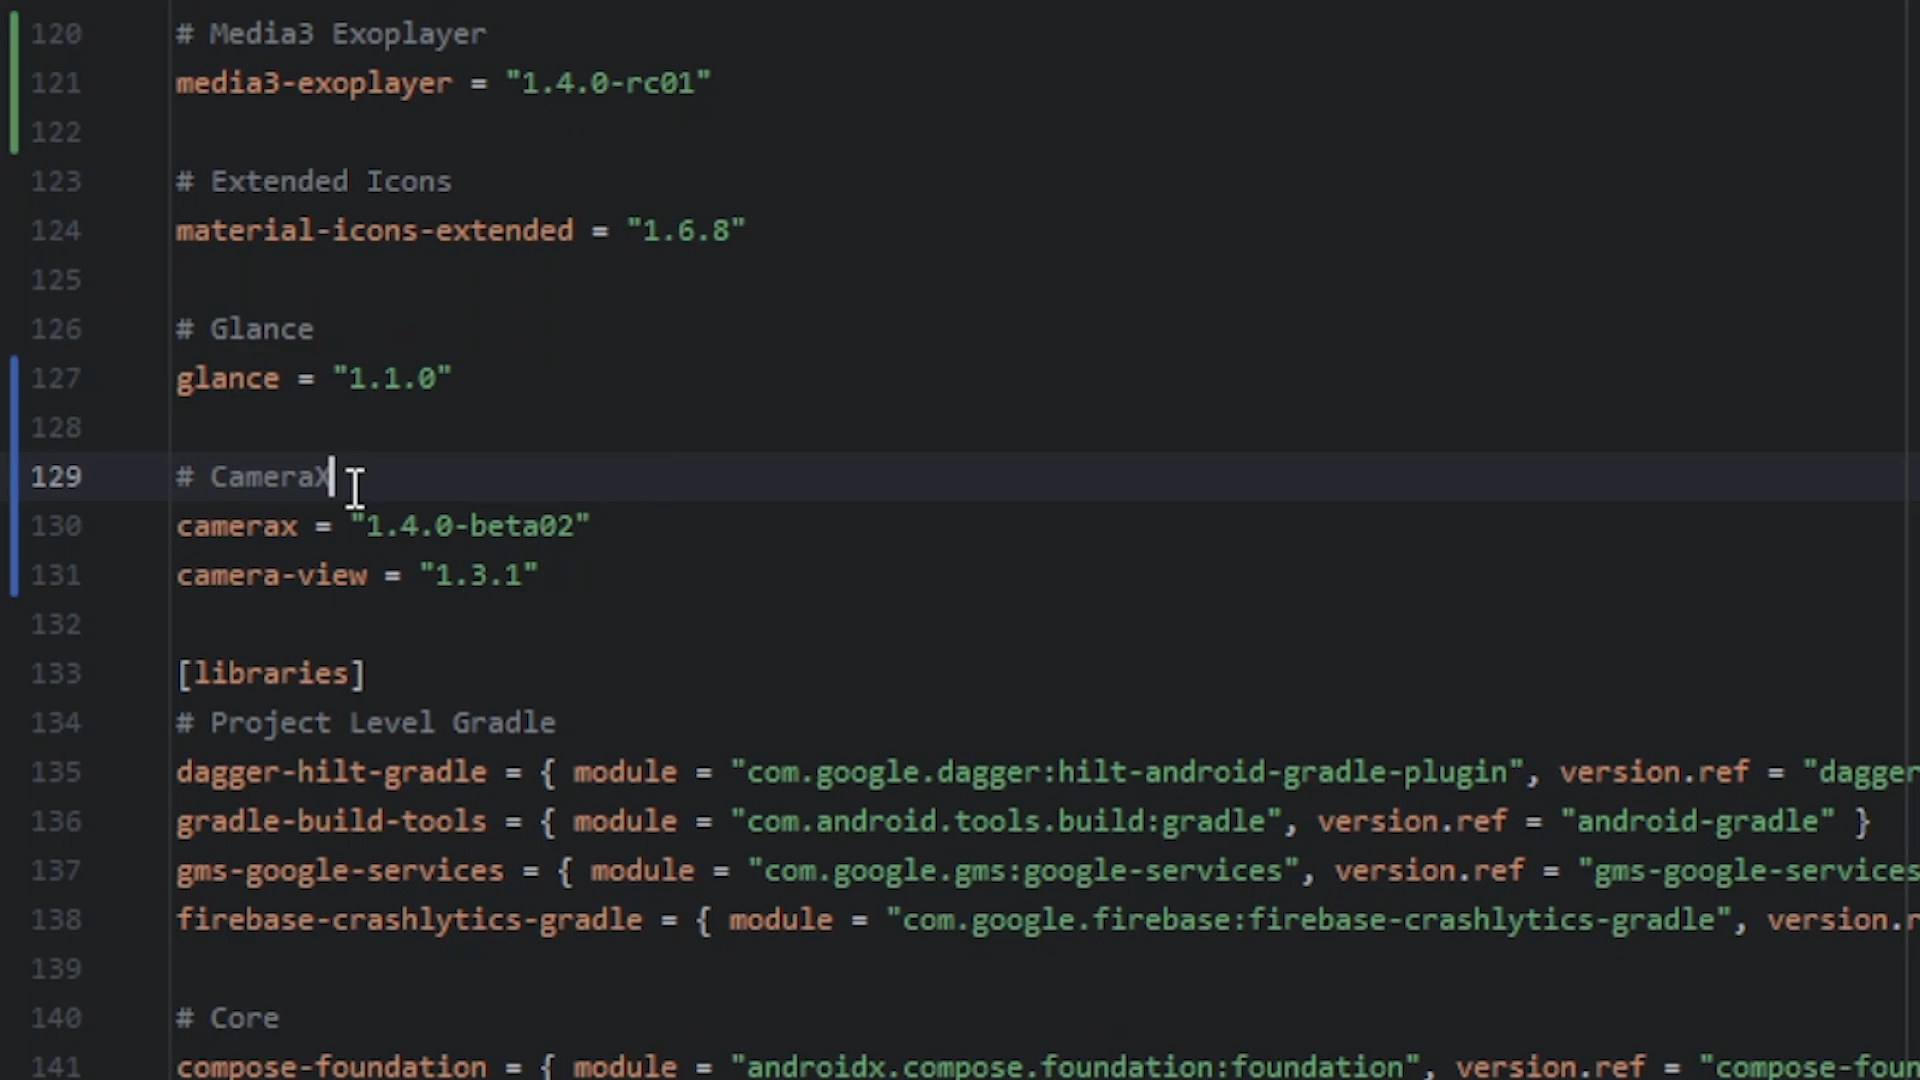 120 # Media3 Exoplayer
121 media3-exoplayer = "1.4.0-rc01"
122
123 # Extended Icons
124 material-icons-extended = "1.6.8"
125
126 # Glance
127 glance = "1.1.0"
128
129 # CameraX
130 camerax = "1.4.0-beta02"
131 camera-view = "1.3.1"
132
133 [libraries]
134 # Project Level Gradle
135 dagger-hilt-gradle = { module = "com.google.dagger:hilt-android-gradle-plugin", version.ref = "dagger
136 gradle-build-tools = { module = "com.android.tools.build:gradle", version.ref = "android-gradle" }
137 gms-google-services = { module = "com.google.gms:google-services", version.ref = "gms-google-services
138 firebase-crashlytics-gradle = { module = "com.google.firebase:firebase-crashlytics-gradle", version.r
139
140 # Core
141 compose-foundation = { module = "androidx.compose.foundation:foundation", version.ref = "compose-foun